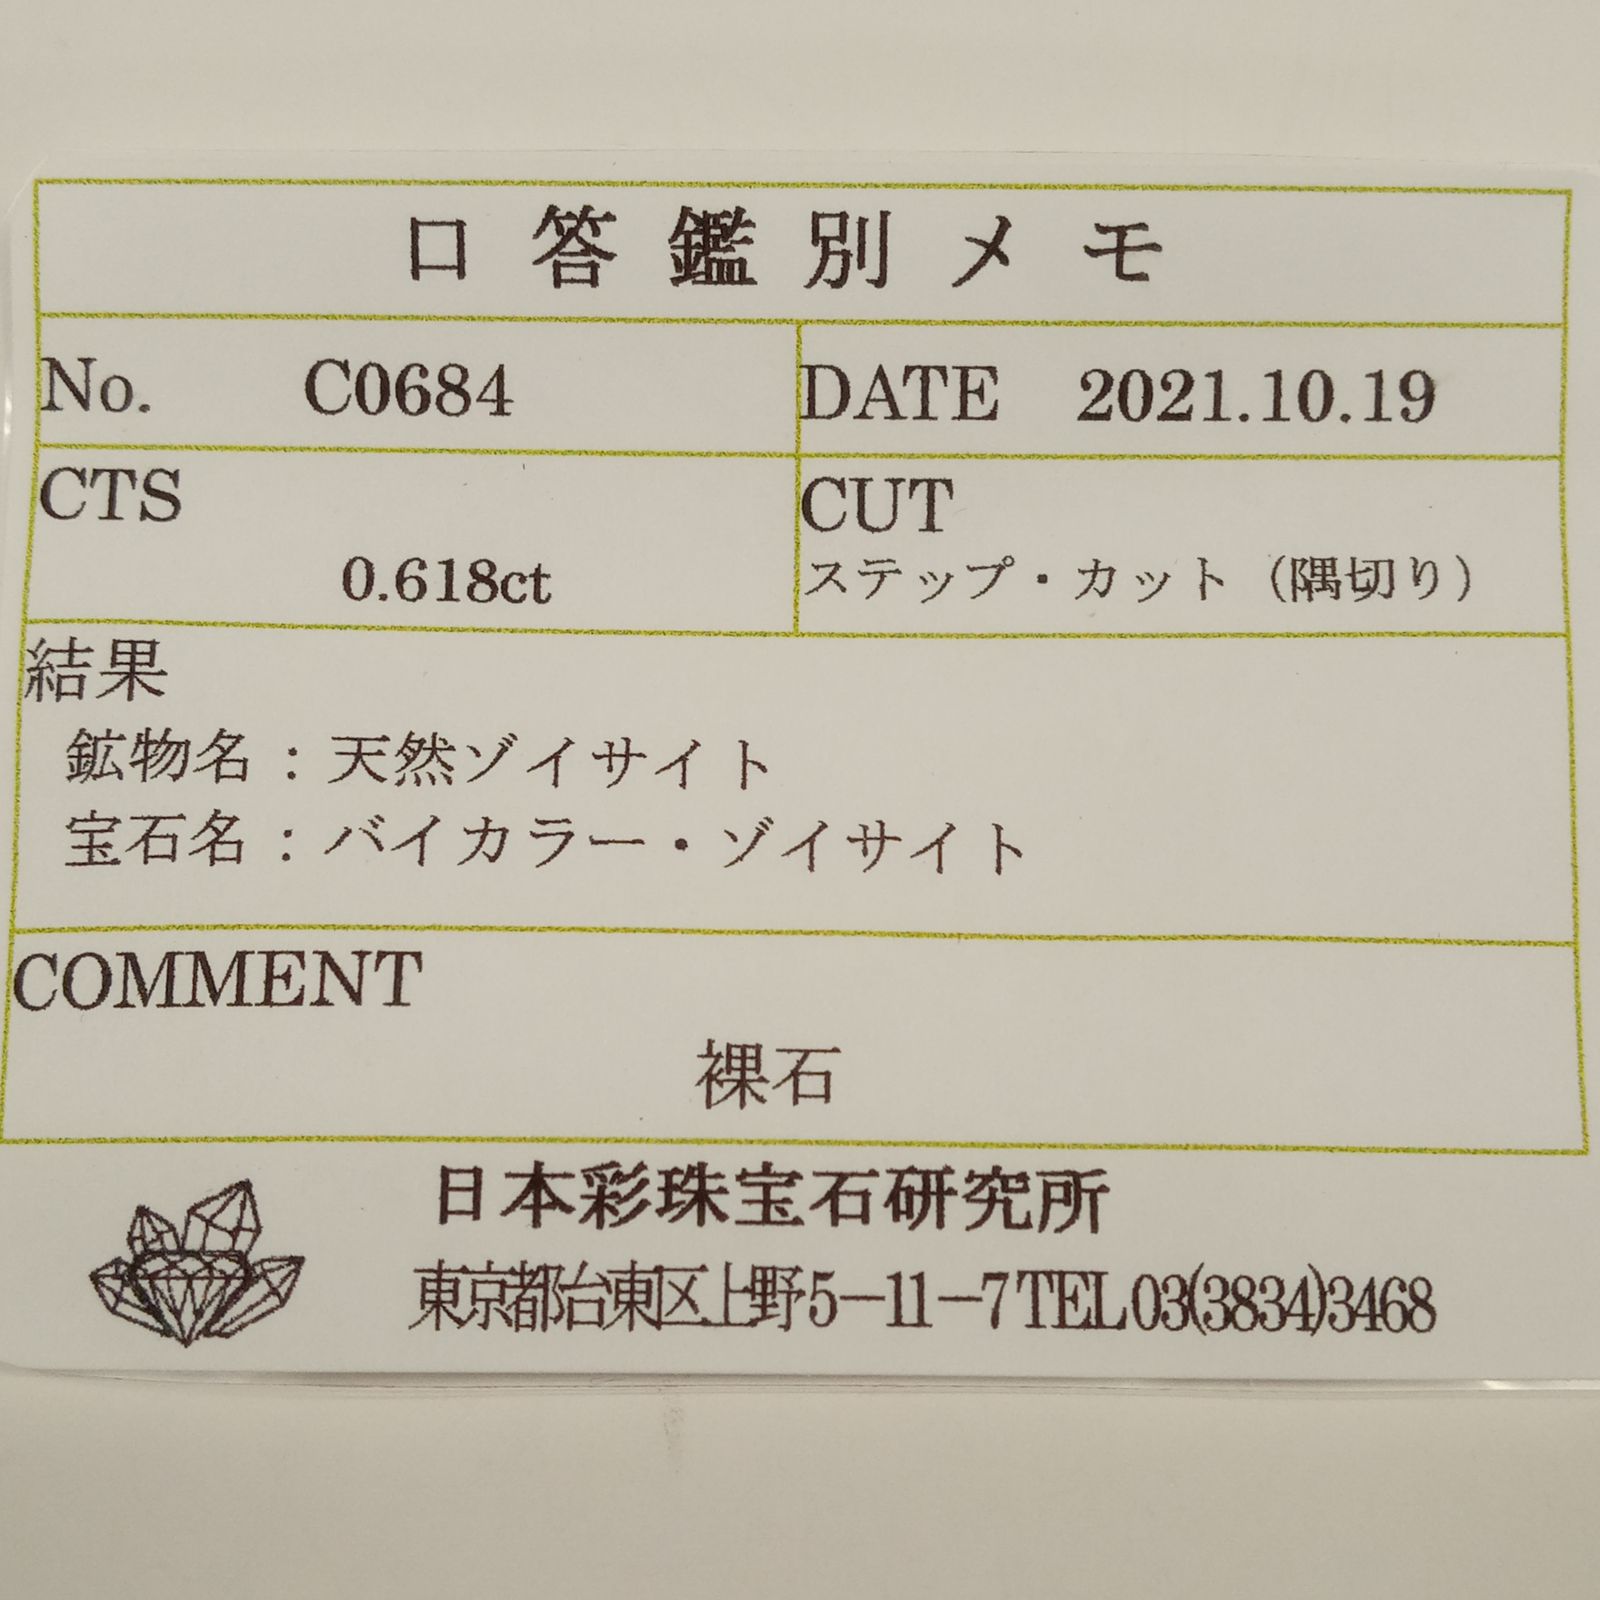 口答鑑別メモ
No. C0684 DATE 2021.10.19
CTS CUT
0.618ct ステップ・カット（隅切り）
結果
鉱物名：天然ゾイサイト
宝石名：バイカラー・ゾイサイト
COMMENT
裸石
日本彩珠宝石研究所
東京都台東区上野5－11－7 TEL 03(3834)3468